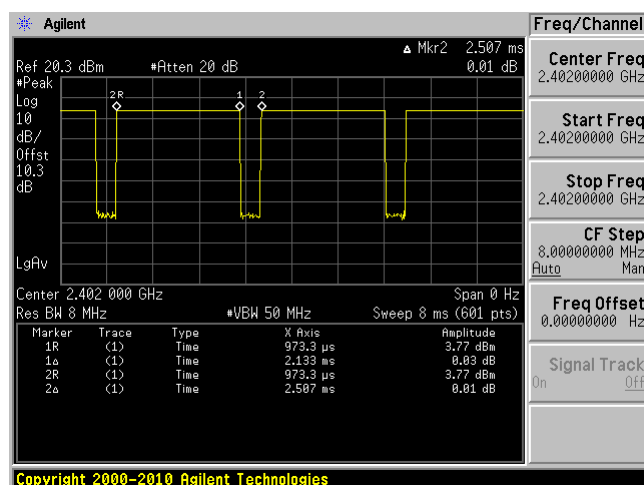 Agilent
Freq/Channel
Δ Mkr2 2.507 ms
Ref 20.3 dBm #Atten 20 dB 0.01 dB
#Peak
Log
10
dB/
Offst
10.3
dB
LgAv
2R 1 2
Center 2.402 000 GHz Span 0 Hz
Res BW 8 MHz #VBW 50 MHz Sweep 8 ms (601 pts)
Marker Trace Type X Axis Amplitude
1R (1) Time 973.3 µs 3.77 dBm
1Δ (1) Time 2.133 ms 0.03 dB
2R (1) Time 973.3 µs 3.77 dBm
2Δ (1) Time 2.507 ms 0.01 dB
Center Freq
2.40200000 GHz
Start Freq
2.40200000 GHz
Stop Freq
2.40200000 GHz
CF Step
8.00000000 MHz
Auto Man
Freq Offset
0.00000000 Hz
Signal Track
On Off
Copyright 2000-2010 Agilent Technologies